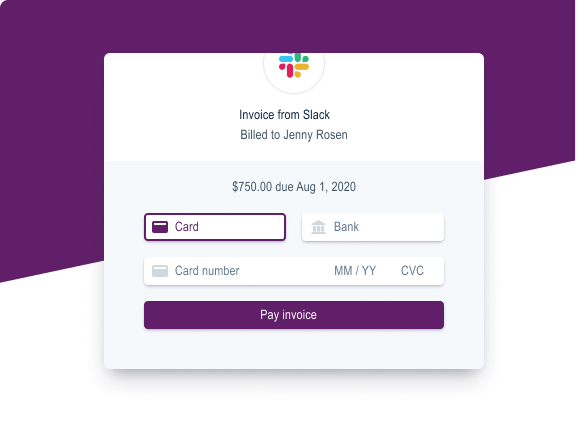 Invoice from Slack
Billed to Jenny Rosen
$750.00 due Aug 1, 2020
Card Bank
Card number MM / YY CVC
Pay invoice